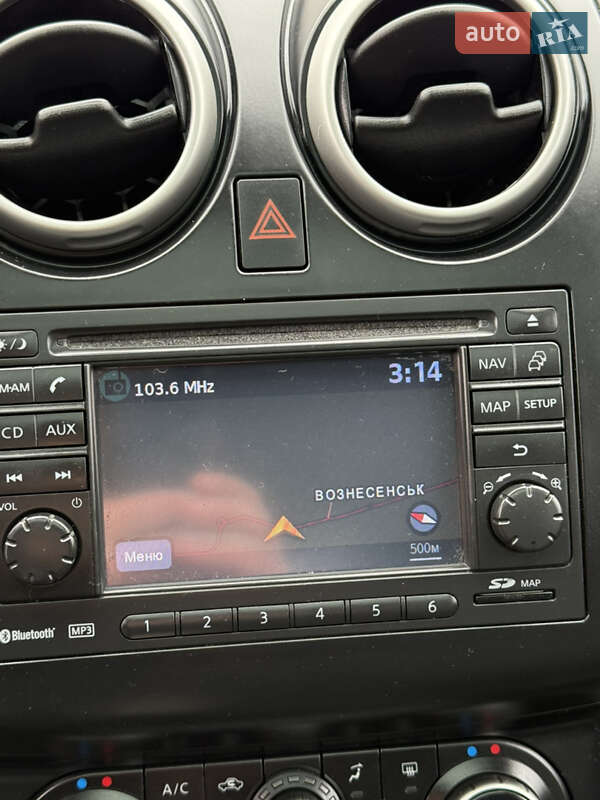 auto RIA
103.6 MHz
3:14
NAV
M·AM
MAP SETUP
CD AUX
VOL
ВОЗНЕСЕНСЬК
Меню
500м
SD MAP
Bluetooth MP3
1 2 3 4 5 6
A/C